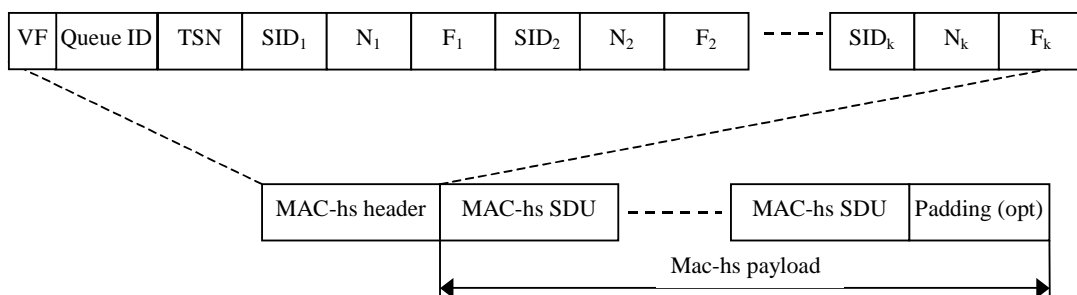 VF Queue ID TSN SID₁ N₁ F₁ SID₂ N₂ F₂ SIDₖ Nₖ Fₖ
MAC-hs header MAC-hs SDU MAC-hs SDU Padding (opt)
Mac-hs payload